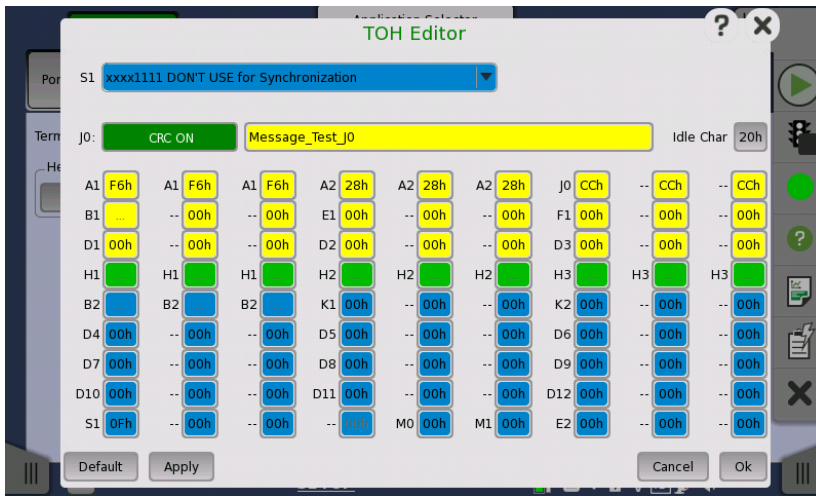 TOH Editor
? X
S1 xxxx1111 DON'T USE for Synchronization
Por
Term
He
J0: CRC ON Message_Test_J0 Idle Char 20h
A1 F6h A1 F6h A1 F6h A2 28h A2 28h A2 28h J0 CCh -- CCh -- CCh
B1 ... -- 00h -- 00h E1 00h -- 00h -- 00h F1 00h -- 00h -- 00h
D1 00h -- 00h -- 00h D2 00h -- 00h -- 00h D3 00h -- 00h -- 00h
H1 H1 H1 H2 H2 H2 H3 H3 H3
B2 B2 B2 K1 00h -- 00h -- 00h K2 00h -- 00h -- 00h
D4 00h -- 00h -- 00h D5 00h -- 00h -- 00h D6 00h -- 00h -- 00h
D7 00h -- 00h -- 00h D8 00h -- 00h -- 00h D9 00h -- 00h -- 00h
D10 00h -- 00h -- 00h D11 00h -- 00h -- 00h D12 00h -- 00h -- 00h
S1 0Fh -- 00h -- 00h -- 00h M0 00h M1 00h E2 00h -- 00h -- 00h
Default Apply Cancel Ok